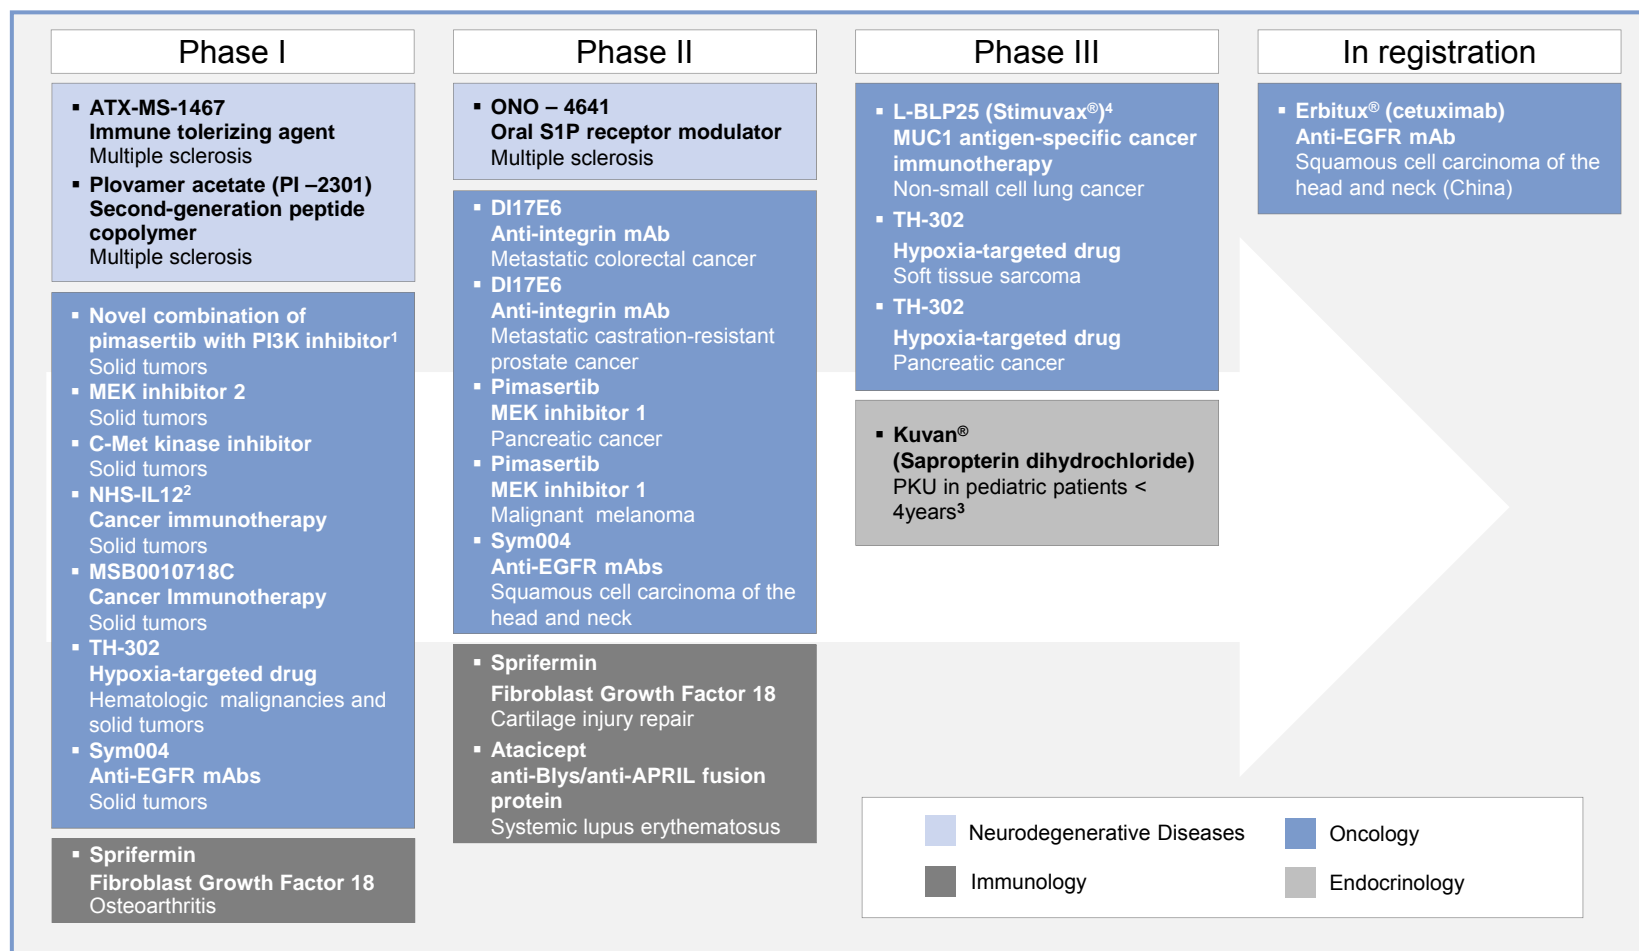 Phase I
▪ ATX-MS-1467
Immune tolerizing agent
Multiple sclerosis
▪ Plovamer acetate (PI –2301)
Second-generation peptide
copolymer
Multiple sclerosis
▪ Novel combination of
pimasertib with PI3K inhibitor¹
Solid tumors
▪ MEK inhibitor 2
Solid tumors
▪ C-Met kinase inhibitor
Solid tumors
▪ NHS-IL12²
Cancer immunotherapy
Solid tumors
▪ MSB0010718C
Cancer Immunotherapy
Solid tumors
▪ TH-302
Hypoxia-targeted drug
Hematologic malignancies and
solid tumors
▪ Sym004
Anti-EGFR mAbs
Solid tumors
▪ Sprifermin
Fibroblast Growth Factor 18
Osteoarthritis
Phase II
▪ ONO – 4641
Oral S1P receptor modulator
Multiple sclerosis
▪ DI17E6
Anti-integrin mAb
Metastatic colorectal cancer
▪ DI17E6
Anti-integrin mAb
Metastatic castration-resistant
prostate cancer
▪ Pimasertib
MEK inhibitor 1
Pancreatic cancer
▪ Pimasertib
MEK inhibitor 1
Malignant melanoma
▪ Sym004
Anti-EGFR mAbs
Squamous cell carcinoma of the
head and neck
▪ Sprifermin
Fibroblast Growth Factor 18
Cartilage injury repair
▪ Atacicept
anti-Blys/anti-APRIL fusion
protein
Systemic lupus erythematosus
Phase III
▪ L-BLP25 (Stimuvax®)⁴
MUC1 antigen-specific cancer
immunotherapy
Non-small cell lung cancer
▪ TH-302
Hypoxia-targeted drug
Soft tissue sarcoma
▪ TH-302
Hypoxia-targeted drug
Pancreatic cancer
▪ Kuvan®
(Sapropterin dihydrochloride)
PKU in pediatric patients <
4years³
In registration
▪ Erbitux® (cetuximab)
Anti-EGFR mAb
Squamous cell carcinoma of the
head and neck (China)
Neurodegenerative Diseases
Oncology
Immunology
Endocrinology